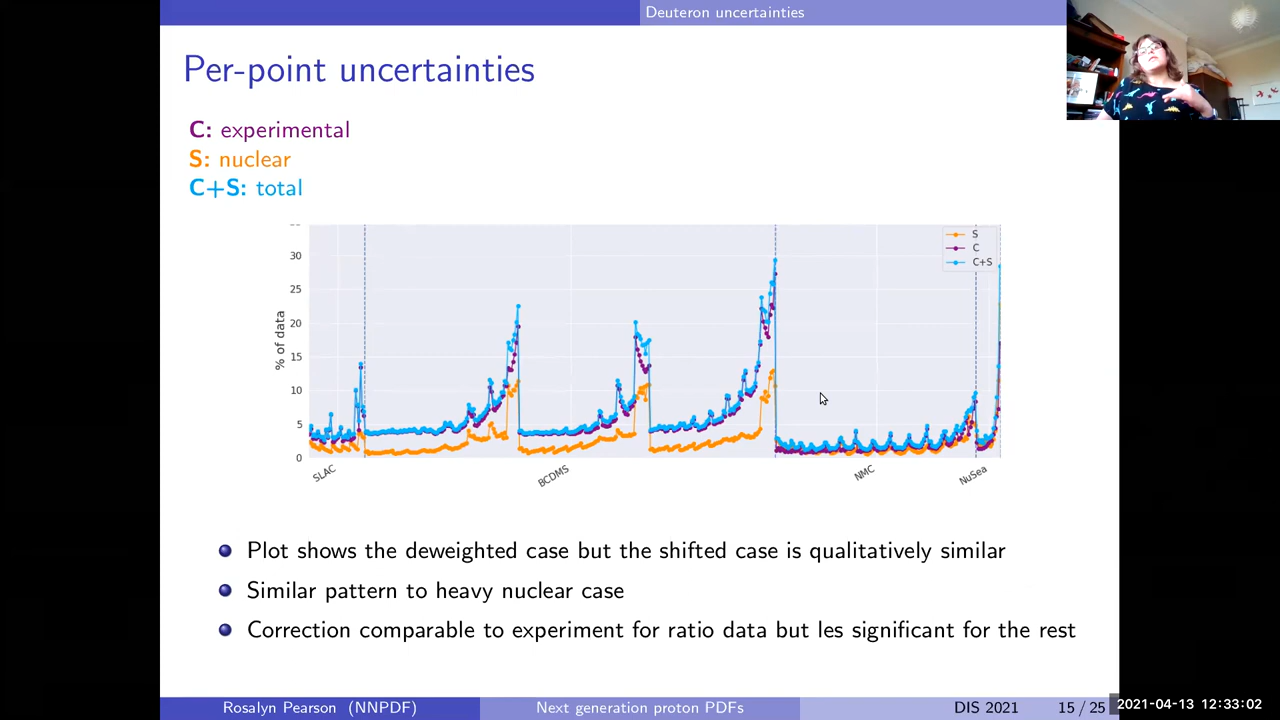 Deuteron uncertainties
Per-point uncertainties
C: experimental
S: nuclear
C+S: total
S
C
C+S
% of data
30
25
20
15
10
5
0
SLAC
BCDMS
NMC
NuSea
Plot shows the deweighted case but the shifted case is qualitatively similar
Similar pattern to heavy nuclear case
Correction comparable to experiment for ratio data but les significant for the rest
Rosalyn Pearson (NNPDF)
Next generation proton PDFs
DIS 2021
15 / 25
2021-04-13 12:33:02